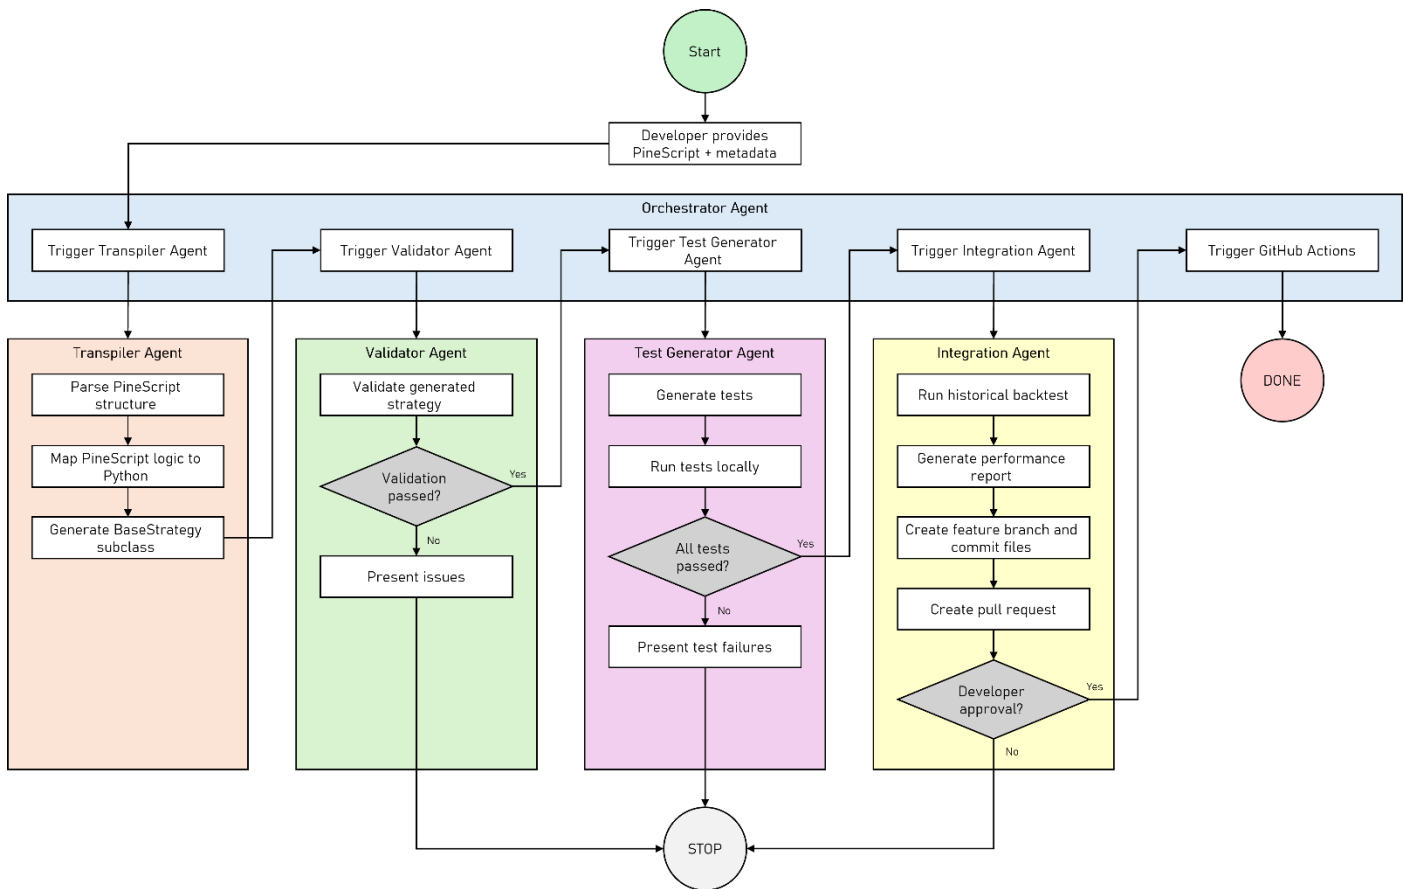 Start
Developer provides
PineScript + metadata
Orchestrator Agent
Trigger Transpiler Agent
Trigger Validator Agent
Trigger Test Generator
Agent
Trigger Integration Agent
Trigger GitHub Actions
Transpiler Agent
Parse PineScript
structure
Map PineScript logic to
Python
Generate BaseStrategy
subclass
Validator Agent
Validate generated
strategy
Validation
passed?
Yes
No
Present issues
Test Generator Agent
Generate tests
Run tests locally
All tests
passed?
Yes
No
Present test failures
Integration Agent
Run historical backtest
Generate performance
report
Create feature branch and
commit files
Create pull request
Developer
approval?
Yes
No
DONE
STOP